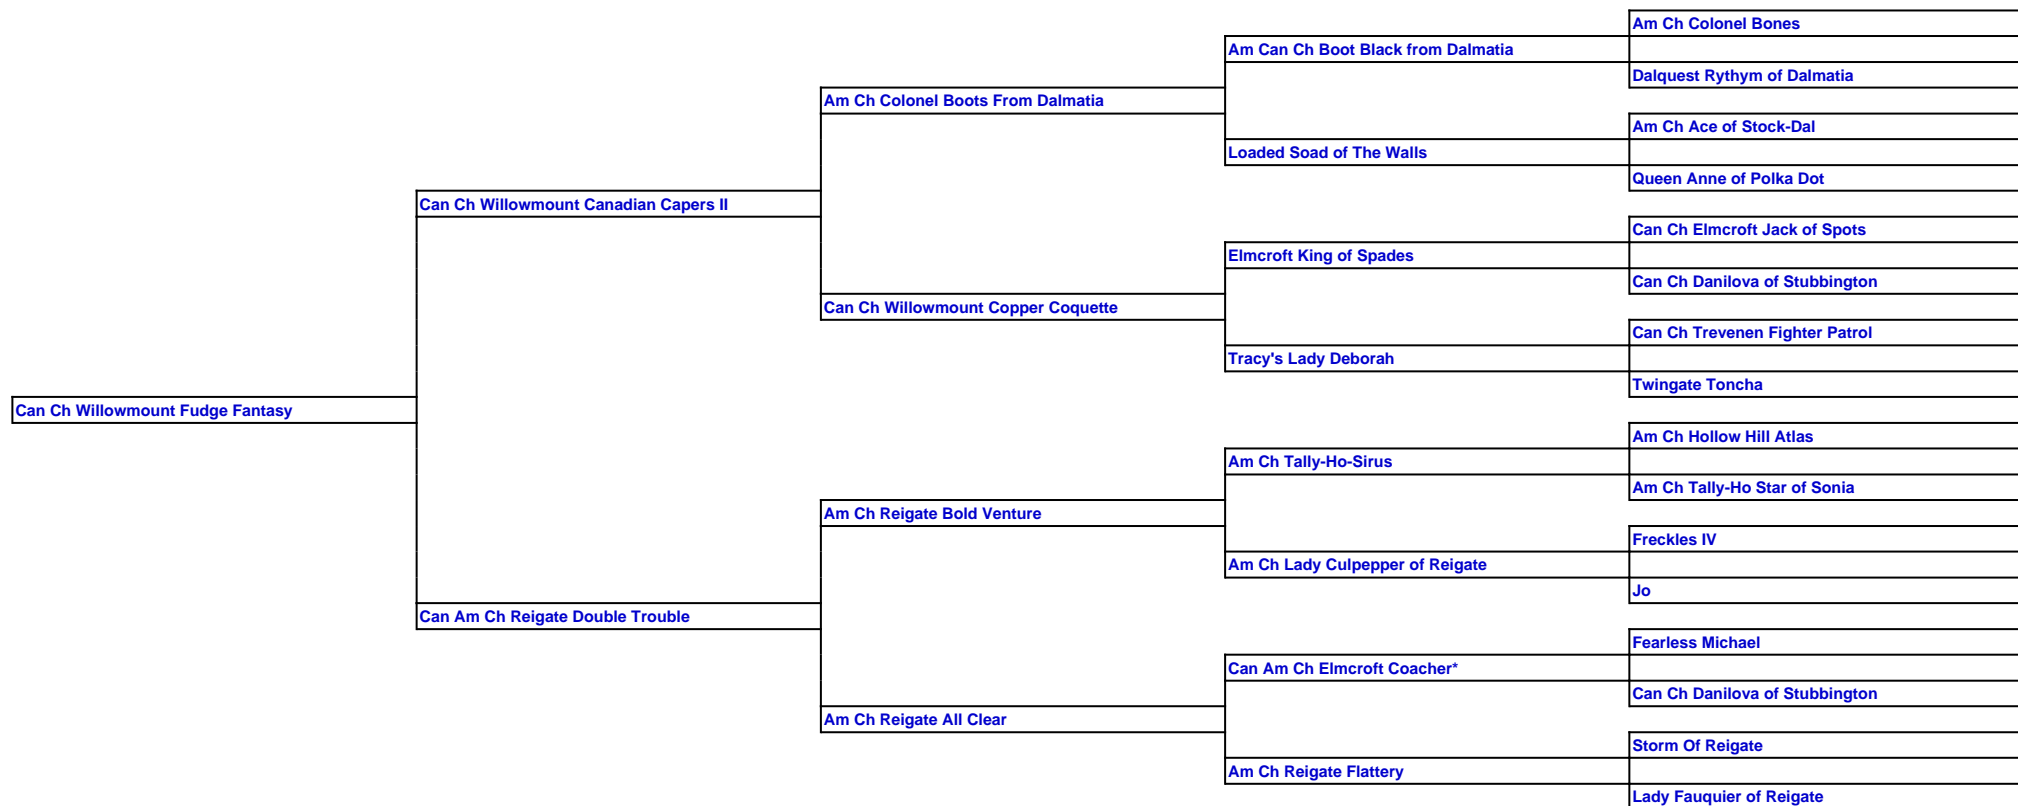 Am Ch Colonel Bones
Am Can Ch Boot Black from Dalmatia
Dalquest Rythym of Dalmatia
Am Ch Colonel Boots From Dalmatia
Am Ch Ace of Stock-Dal
Loaded Soad of The Walls
Queen Anne of Polka Dot
Can Ch Willowmount Canadian Capers II
Can Ch Elmcroft Jack of Spots
Elmcroft King of Spades
Can Ch Danilova of Stubbington
Can Ch Willowmount Copper Coquette
Can Ch Trevenen Fighter Patrol
Tracy's Lady Deborah
Twingate Toncha
Can Ch Willowmount Fudge Fantasy
Am Ch Hollow Hill Atlas
Am Ch Tally-Ho-Sirus
Am Ch Tally-Ho Star of Sonia
Am Ch Reigate Bold Venture
Freckles IV
Am Ch Lady Culpepper of Reigate
Jo
Can Am Ch Reigate Double Trouble
Fearless Michael
Can Am Ch Elmcroft Coacher*
Can Ch Danilova of Stubbington
Am Ch Reigate All Clear
Storm Of Reigate
Am Ch Reigate Flattery
Lady Fauquier of Reigate